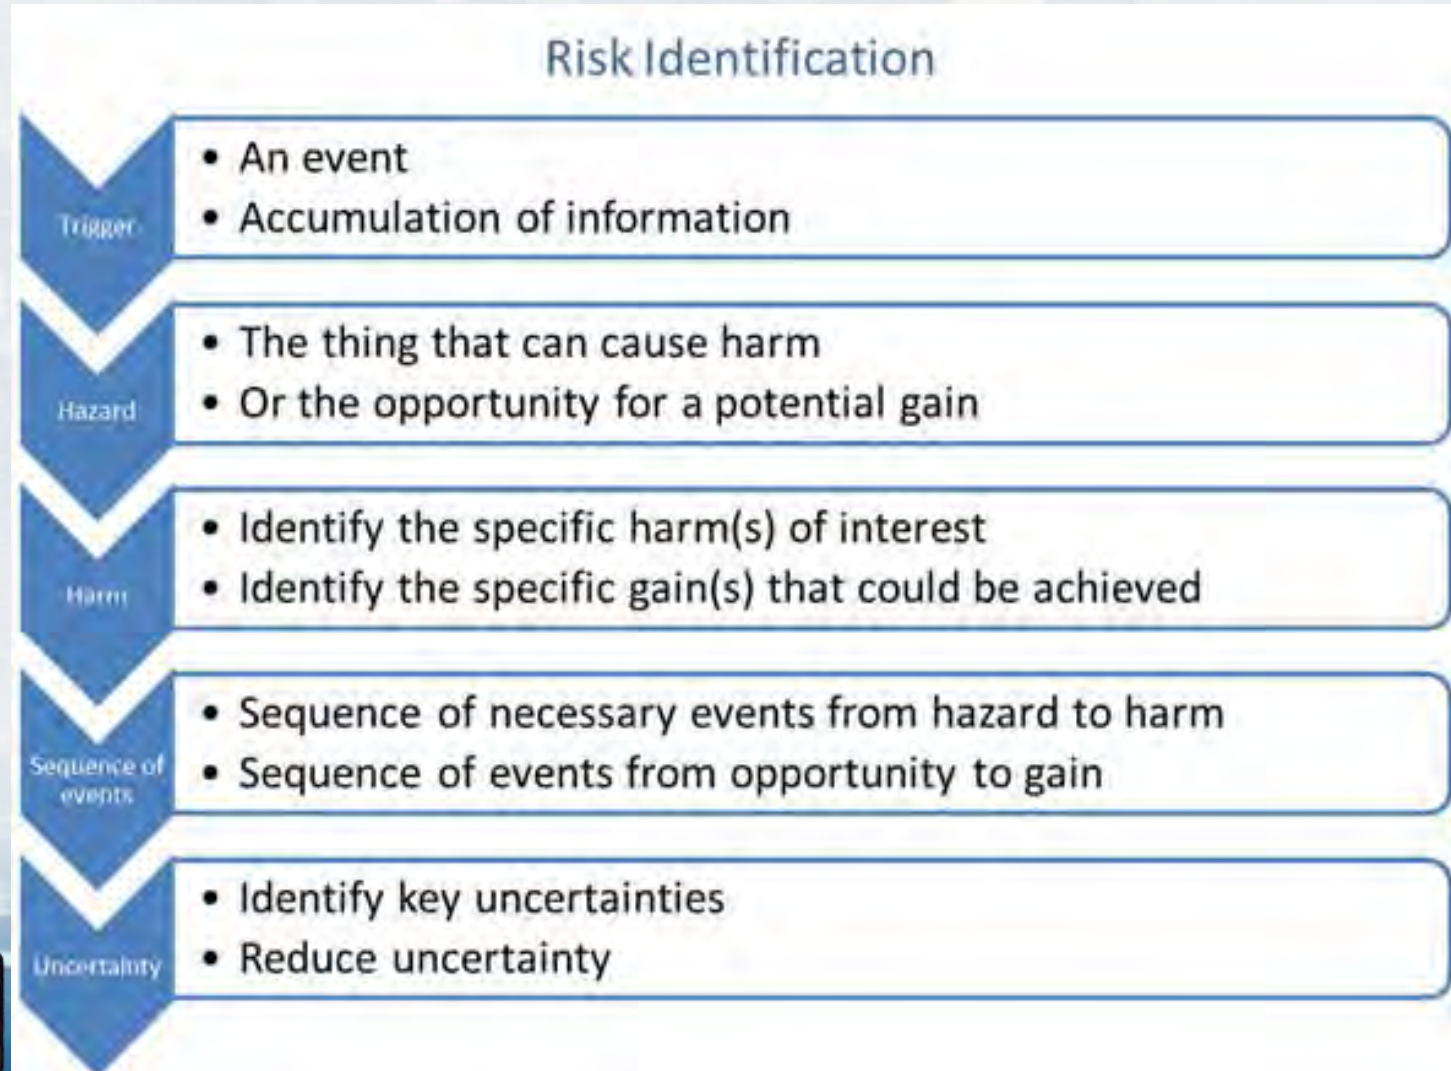 Risk Identification
Trigger
• An event
• Accumulation of information
Hazard
• The thing that can cause harm
• Or the opportunity for a potential gain
Harm
• Identify the specific harm(s) of interest
• Identify the specific gain(s) that could be achieved
Sequence of
events
• Sequence of necessary events from hazard to harm
• Sequence of events from opportunity to gain
Uncertainty
• Identify key uncertainties
• Reduce uncertainty